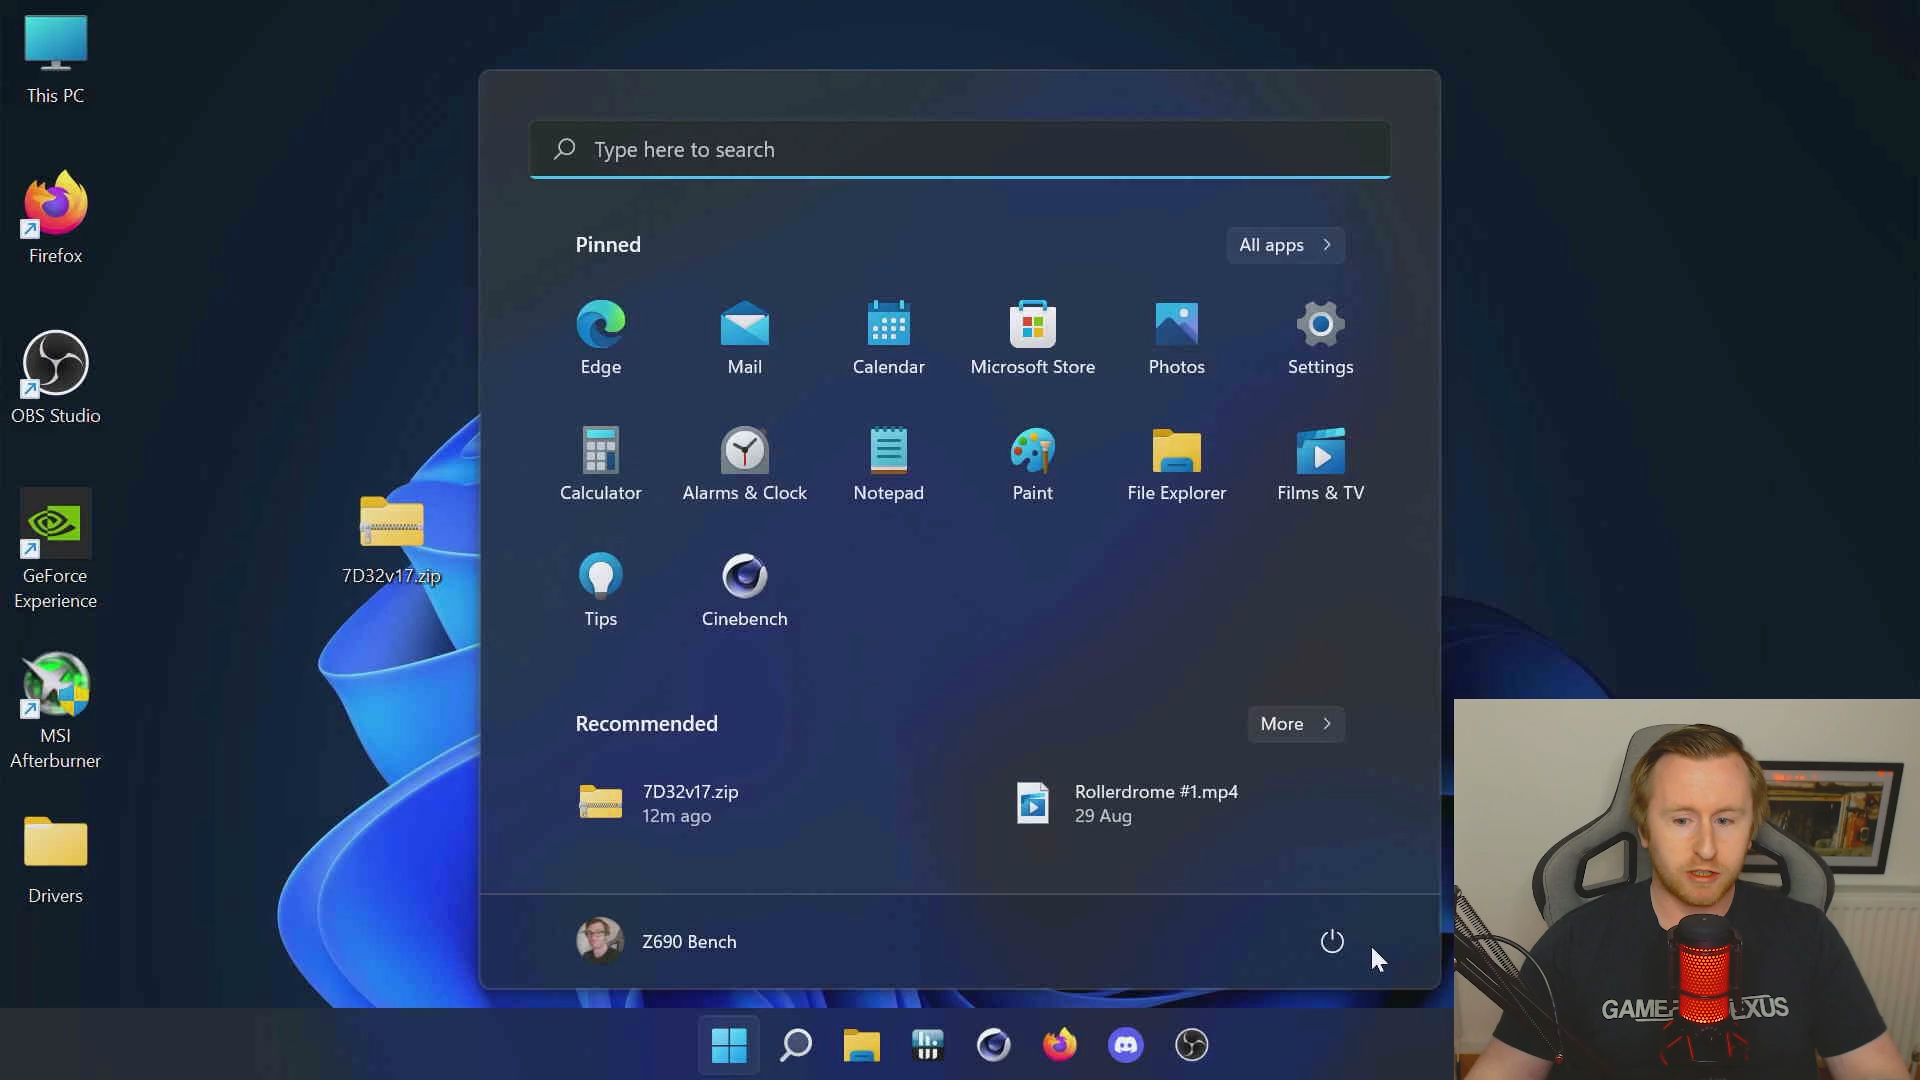 This PC
Firefox
OBS Studio
GeForce
Experience
MSI
Afterburner
Drivers
7D32v17.zip
Type here to search
Pinned
All apps
Edge
Mail
Calendar
Microsoft Store
Photos
Settings
Calculator
Alarms & Clock
Notepad
Paint
File Explorer
Films & TV
Tips
Cinebench
Recommended
More
7D32v17.zip
12m ago
Rollerdrome #1.mp4
29 Aug
Z690 Bench